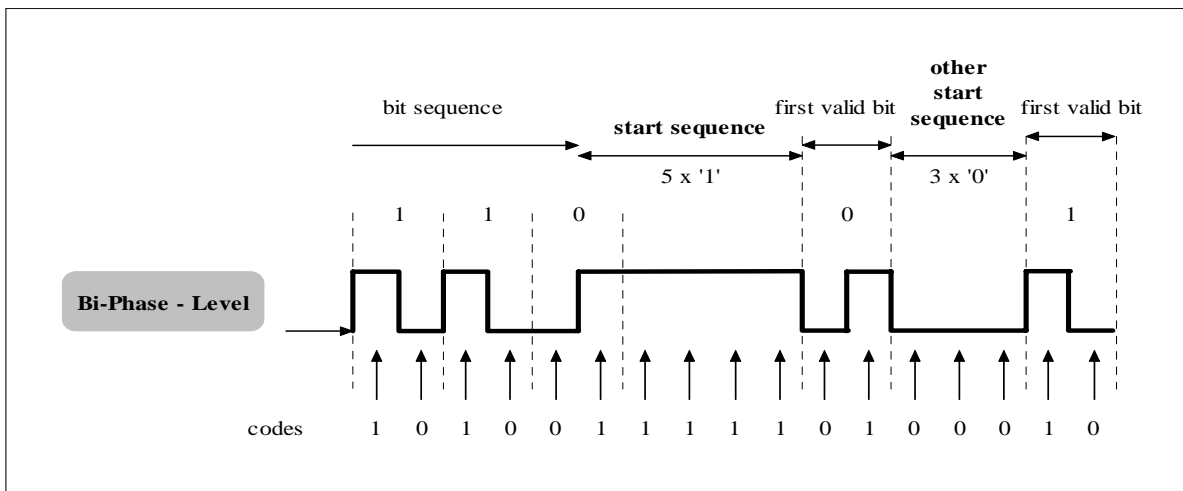 other
start
sequence
bit sequence
start sequence
first valid bit
first valid bit
5 x '1'
3 x '0'
1 1 0 0 1
Bi-Phase - Level
codes 1 0 1 0 0 1 1 1 1 1 0 1 0 0 0 1 0